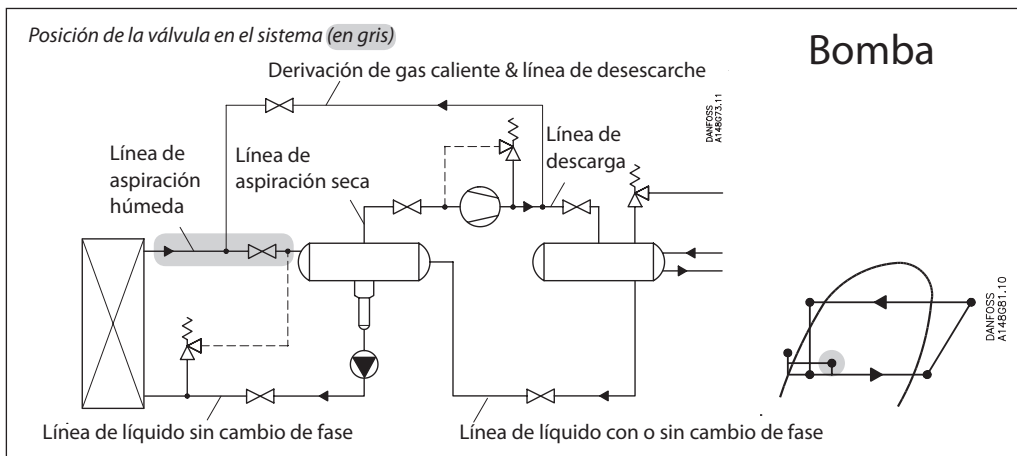 Posición de la válvula en el sistema (en gris)
Bomba
Derivación de gas caliente & línea de desescarche
DANFOSS
A148G73.11
Línea de
aspiración
húmeda
Línea de
aspiración seca
Línea de
descarga
DANFOSS
A148G81.10
Línea de líquido sin cambio de fase
Línea de líquido con o sin cambio de fase